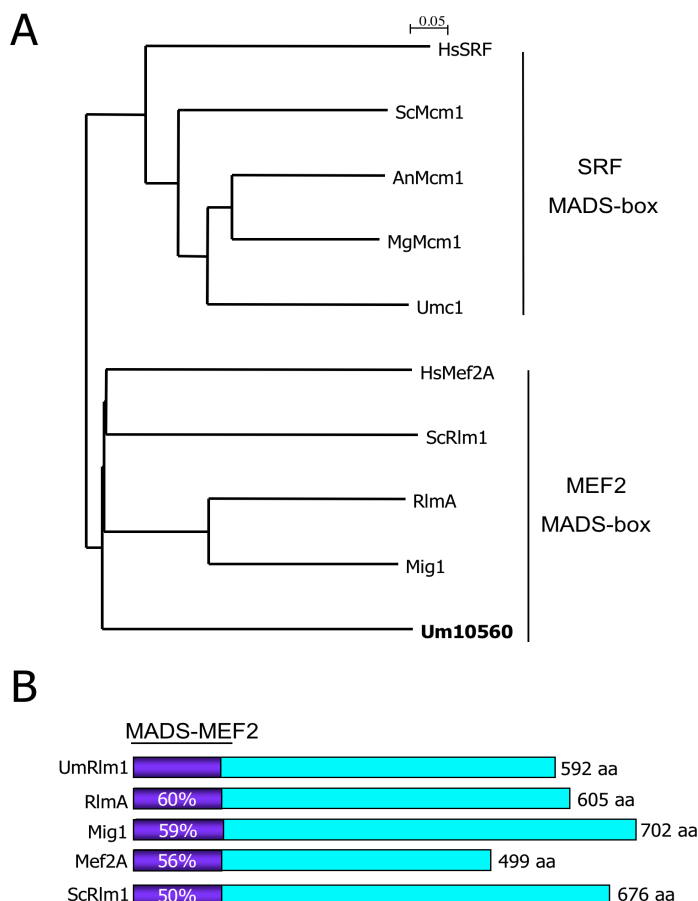 A
0.05
HsSRF
ScMcm1
AnMcm1
MgMcm1
Umc1
SRF
MADS-box
HsMef2A
ScRlm1
RlmA
Mig1
Um10560
MEF2
MADS-box
B
MADS-MEF2
UmRlm1 592 aa
RlmA 60% 605 aa
Mig1 59% 702 aa
Mef2A 56% 499 aa
ScRlm1 50% 676 aa